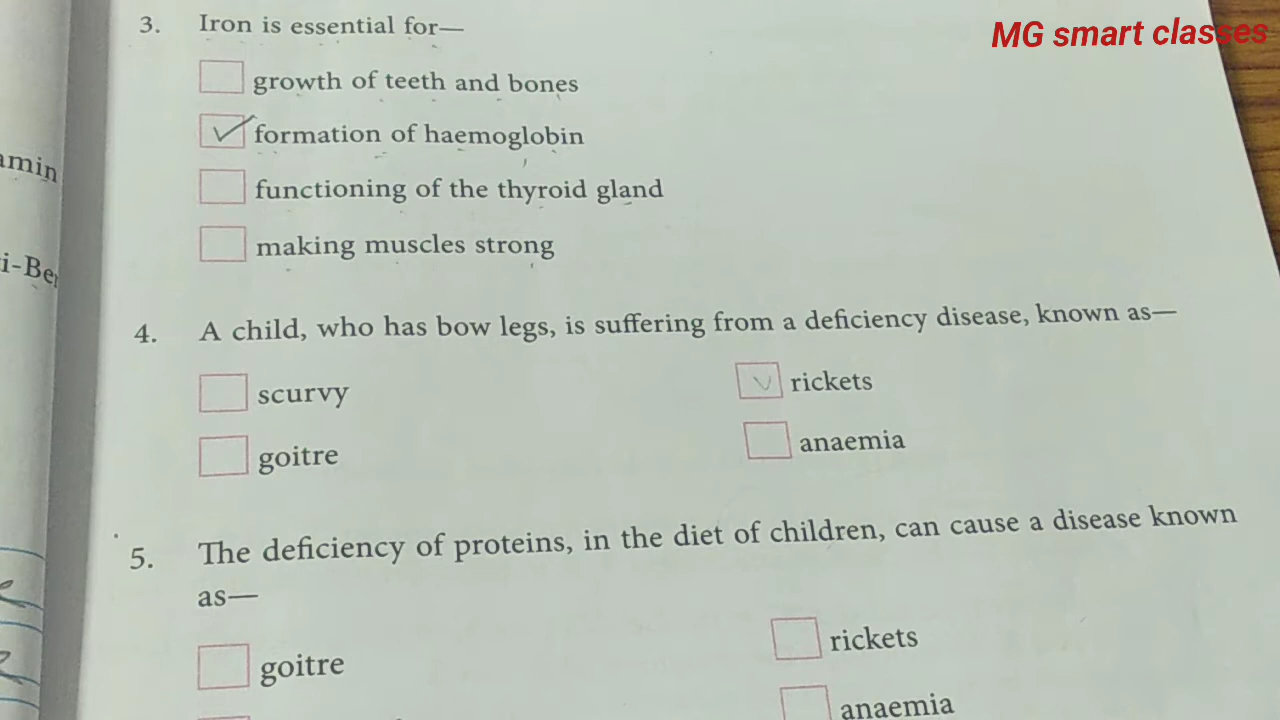 MG smart classes
3. Iron is essential for—
growth of teeth and bones
formation of haemoglobin
functioning of the thyroid gland
making muscles strong
4. A child, who has bow legs, is suffering from a deficiency disease, known as—
scurvy
rickets
goitre
anaemia
5. The deficiency of proteins, in the diet of children, can cause a disease known
as—
goitre
rickets
anaemia